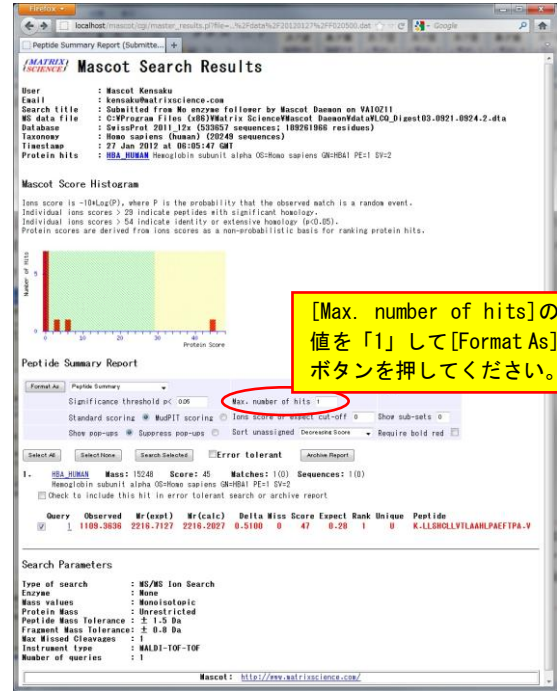 Firefox
localhost/mascot/cgi/master_results.pl?file=..%2Fdata%2F20120127%2FF020500.dat
Google
Peptide Summary Report (Submitte...
MATRIX
SCIENCE
Mascot Search Results
User : Mascot Kensaku
Email : kensaku@matrixscience.com
Search title : Submitted from No enzyme follower by Mascot Daemon on VAIOZ11
MS data file : C:¥Program Files (x86)¥Matrix Science¥Mascot Daemon¥data¥LCQ_Digest03.0921.0924.2.dta
Database : SwissProt 2011_12x (533657 sequences; 189261966 residues)
Taxonomy : Homo sapiens (human) (20249 sequences)
Timestamp : 27 Jan 2012 at 06:05:47 GMT
Protein hits : HBA_HUMAN Hemoglobin subunit alpha OS=Homo sapiens GN=HBA1 PE=1 SV=2
Mascot Score Histogram
Ions score is -10*Log(P), where P is the probability that the observed match is a random event.
Individual ions scores > 29 indicate peptides with significant homology.
Individual ions scores > 54 indicate identity or extensive homology (p<0.05).
Protein scores are derived from ions scores as a non-probabilistic basis for ranking protein hits.
Number of Hits
5
0
0 10 20 30 40
Protein Score
[Max. number of hits]の
値を「1」して[Format As]
ボタンを押してください。
Peptide Summary Report
Format As Peptide Summary
Significance threshold p< 0.05 Max. number of hits 1
Standard scoring MudPIT scoring Ions score or expect cut-off 0 Show sub-sets 0
Show pop-ups Suppress pop-ups Sort unassigned Decreasing Score Require bold red
Select All Select None Search Selected Error tolerant Archive Report
1. HBA_HUMAN Mass: 15248 Score: 45 Matches: 1(0) Sequences: 1(0)
Hemoglobin subunit alpha OS=Homo sapiens GN=HBA1 PE=1 SV=2
Check to include this hit in error tolerant search or archive report
Query Observed Mr(expt) Mr(calc) Delta Miss Score Expect Rank Unique Peptide
1 1109.3636 2216.7127 2216.2027 0.5100 0 47 0.28 1 U K.LLSHCLLVTLAAHLPAEFTPA.V
Search Parameters
Type of search : MS/MS Ion Search
Enzyme : None
Mass values : Monoisotopic
Protein Mass : Unrestricted
Peptide Mass Tolerance : ± 1.5 Da
Fragment Mass Tolerance: ± 0.8 Da
Max Missed Cleavages : 1
Instrument type : MALDI-TOF-TOF
Number of queries : 1
Mascot: http://www.matrixscience.com/